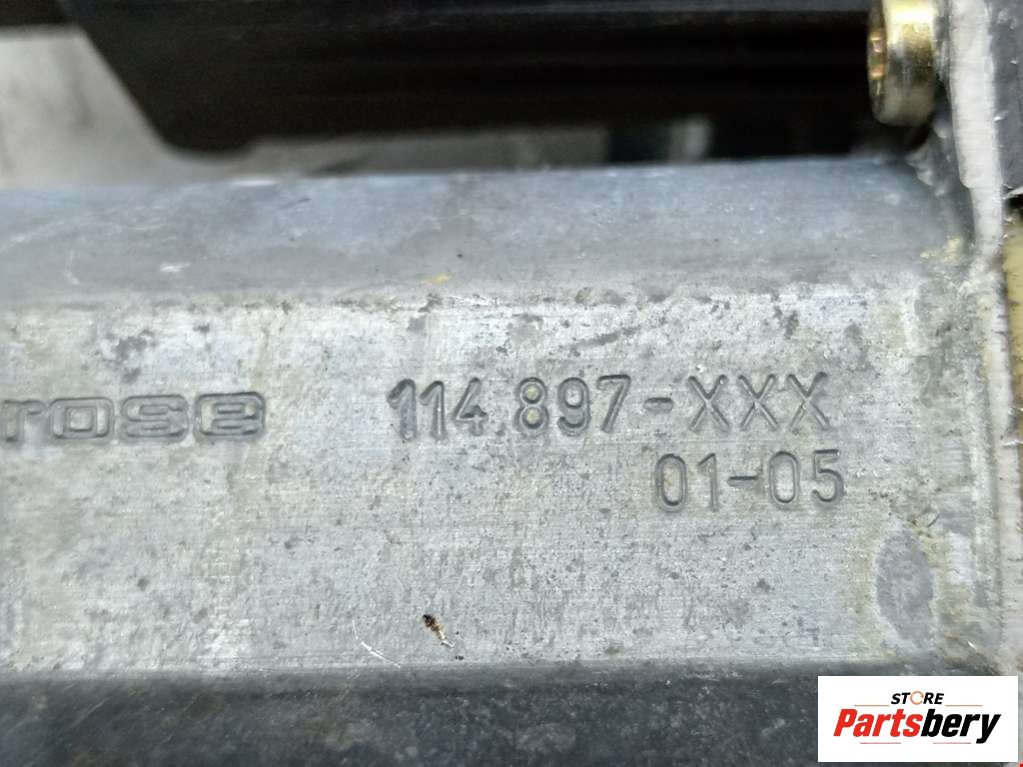 rose 114.897-XXX
01-05
STORE
Partsbery